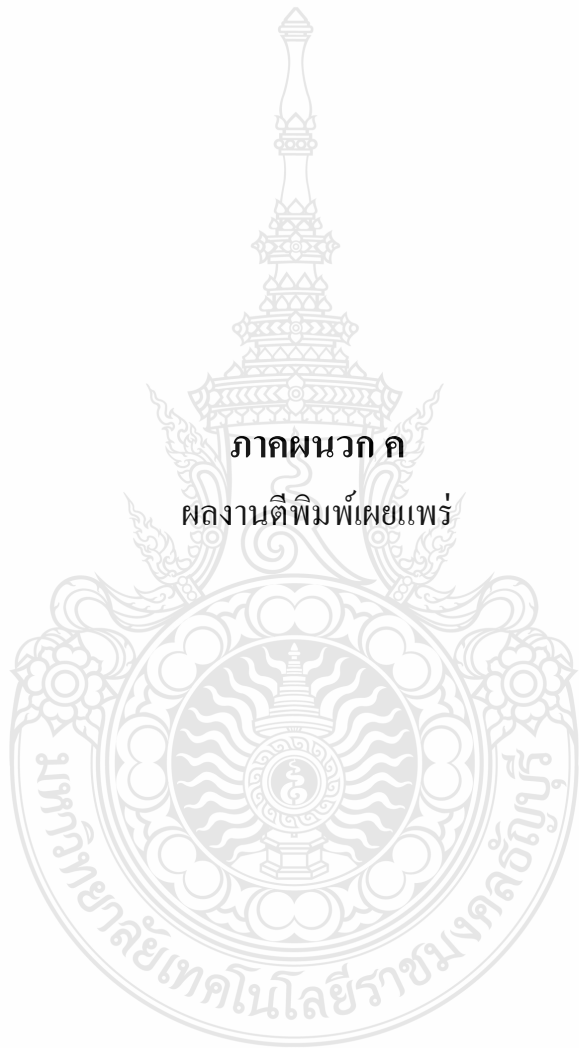 ภาคผนวก ค
ผลงานตีพิมพ์เผยแพร่
มหาวิทยาลัยเทคโนโลยีราชมงคลธัญบุรี